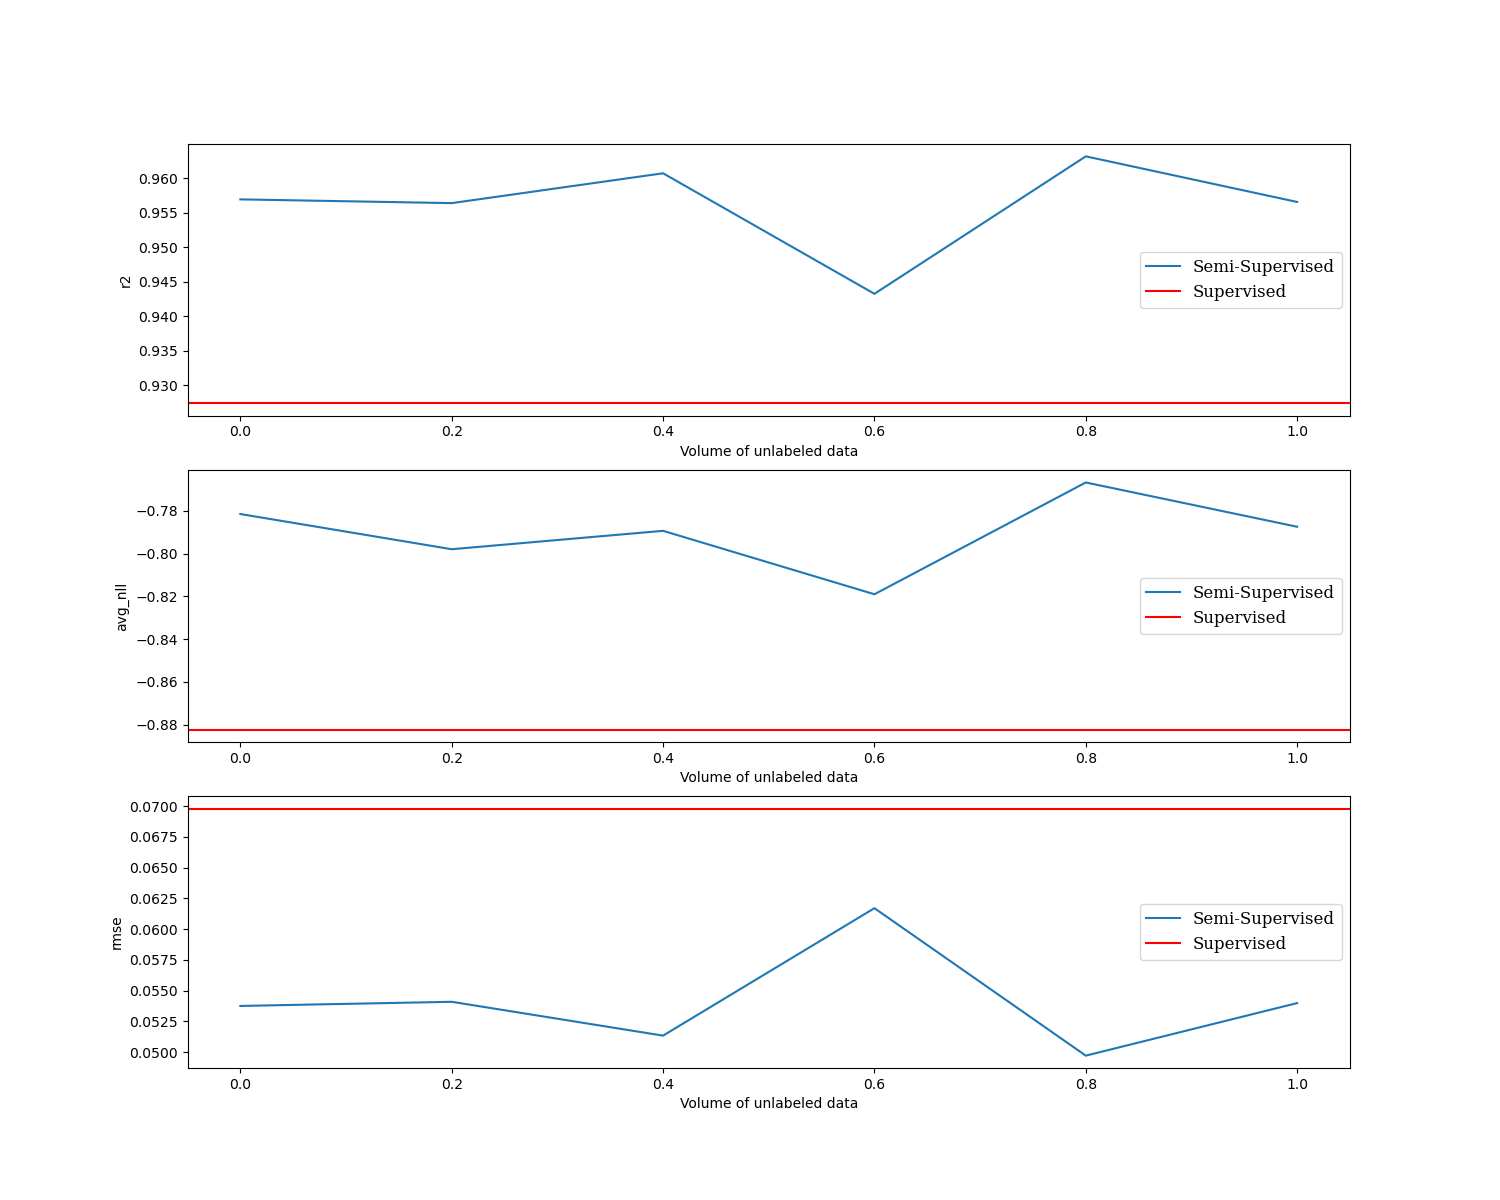 0.960
0.955
0.950
0.945
0.940
0.935
0.930
r2
Semi-Supervised
Supervised
0.0 0.2 0.4 0.6 0.8 1.0
Volume of unlabeled data
−0.78
−0.80
−0.82
−0.84
−0.86
−0.88
avg_nll
Semi-Supervised
Supervised
0.0 0.2 0.4 0.6 0.8 1.0
Volume of unlabeled data
0.0700
0.0675
0.0650
0.0625
0.0600
0.0575
0.0550
0.0525
0.0500
rmse
Semi-Supervised
Supervised
0.0 0.2 0.4 0.6 0.8 1.0
Volume of unlabeled data